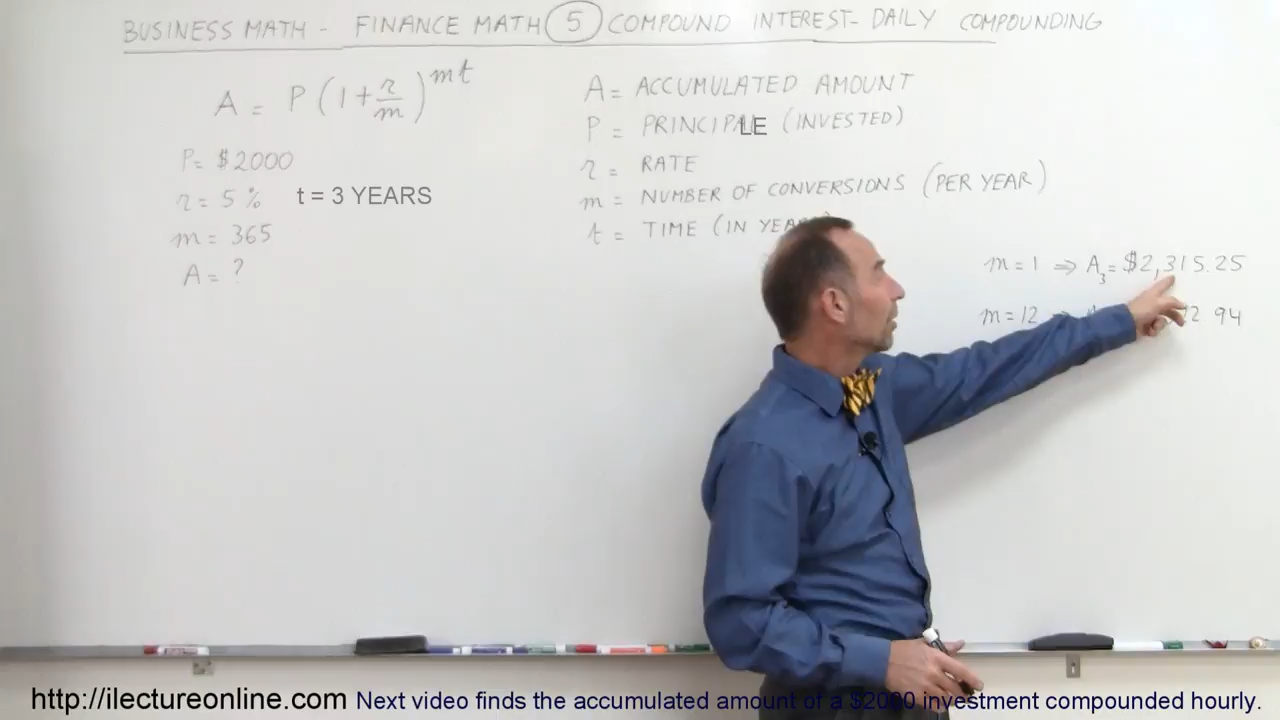 BUSINESS MATH - FINANCE MATH 5 COMPOUND INTEREST - DAILY COMPOUNDING
A = P (1 + r/m)^mt
A = ACCUMULATED AMOUNT
P = PRINCIPLE (INVESTED)
P = $2000
r = RATE
r = 5 % t = 3 YEARS
m = NUMBER OF CONVERSIONS (PER YEAR)
m = 365
t = TIME (IN
A = ?
m = 1 ⇒ A₃ = $2,315.25
m = 12 94
http://ilectureonline.com Next video finds the accumulated amount of a $2000 investment compounded hourly.